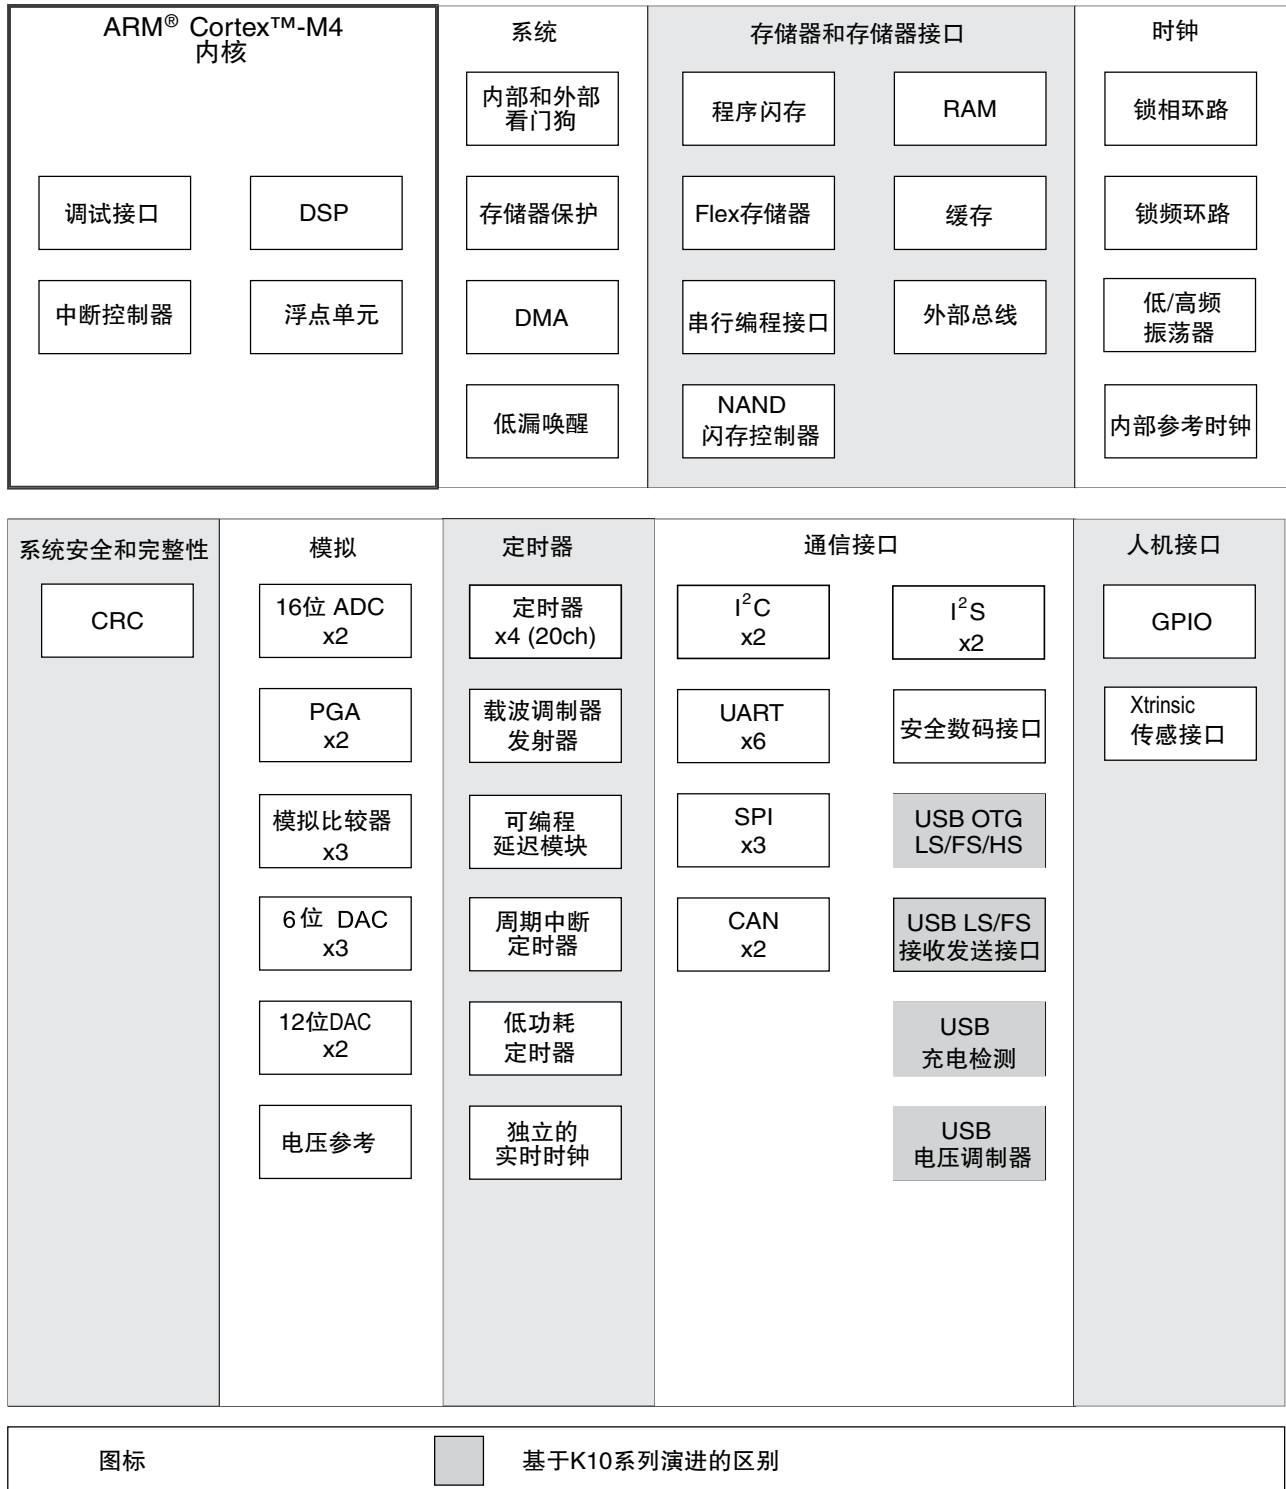 ARM® Cortex™-M4
内核
调试接口
DSP
中断控制器
浮点单元
系统
内部和外部
看门狗
存储器保护
DMA
低漏唤醒
存储器和存储器接口
程序闪存
RAM
Flex存储器
缓存
串行编程接口
外部总线
NAND
闪存控制器
时钟
锁相环路
锁频环路
低/高频
振荡器
内部参考时钟
系统安全和完整性
CRC
模拟
16位 ADC
x2
PGA
x2
模拟比较器
x3
6位 DAC
x3
12位DAC
x2
电压参考
定时器
定时器
x4 (20ch)
载波调制器
发射器
可编程
延迟模块
周期中断
定时器
低功耗
定时器
独立的
实时时钟
通信接口
I²C
x2
I²S
x2
UART
x6
安全数码接口
SPI
x3
USB OTG
LS/FS/HS
CAN
x2
USB LS/FS
接收发送接口
USB
充电检测
USB
电压调制器
人机接口
GPIO
Xtrinsic
传感接口
图标
基于K10系列演进的区别